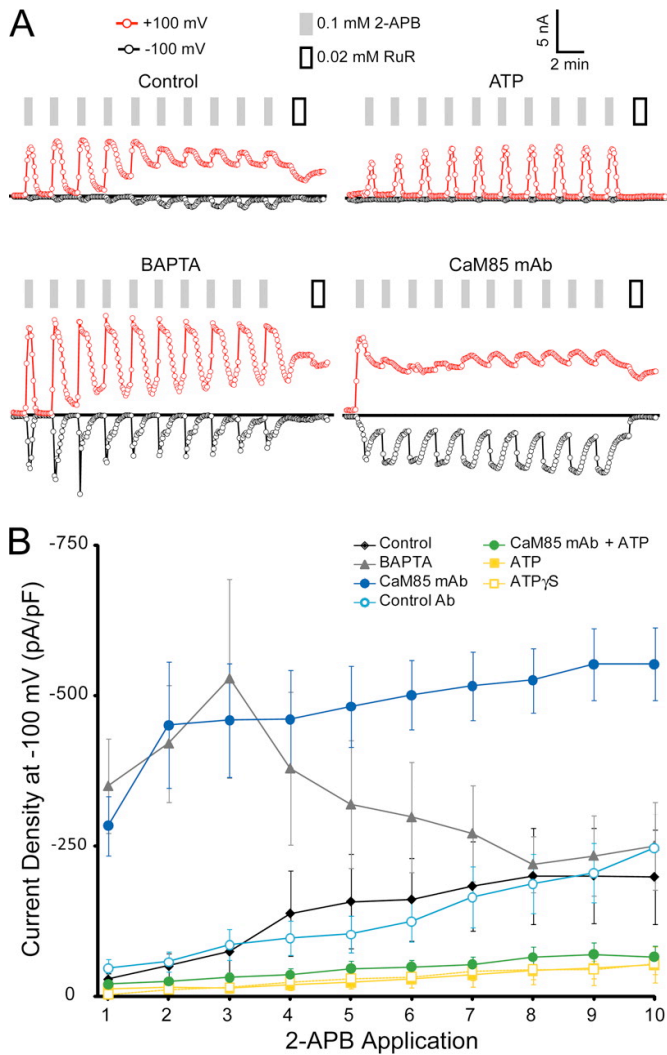 A
+100 mV
-100 mV
0.1 mM 2-APB
0.02 mM RuR
5 nA
2 min
Control
ATP
BAPTA
CaM85 mAb
B
Control
BAPTA
CaM85 mAb
Control Ab
CaM85 mAb + ATP
ATP
ATPγS
Current Density at -100 mV (pA/pF)
-750
-500
-250
0
1 2 3 4 5 6 7 8 9 10
2-APB Application